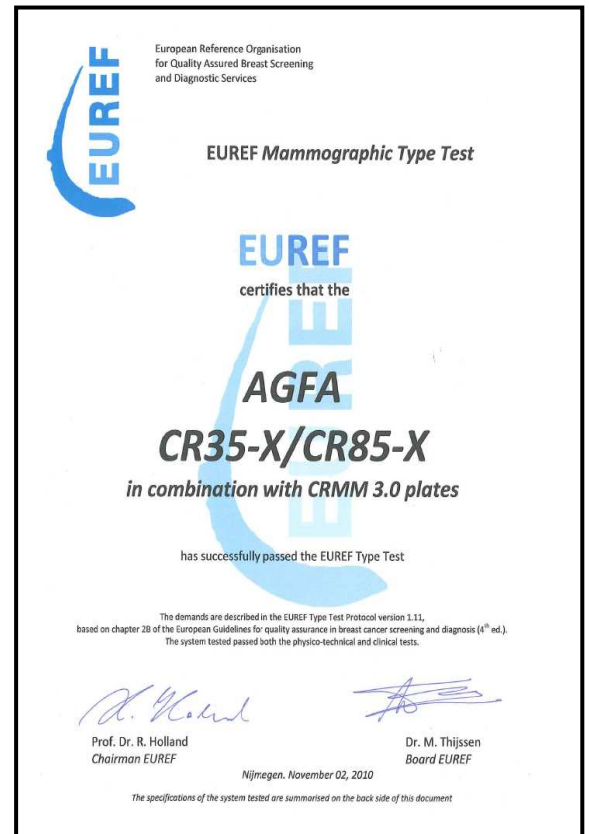 EUREF
European Reference Organisation
for Quality Assured Breast Screening
and Diagnostic Services
EUREF Mammographic Type Test
EUREF
certifies that the
EUREF
AGFA
CR35-X/CR85-X
in combination with CRMM 3.0 plates
has successfully passed the EUREF Type Test
The demands are described in the EUREF Type Test Protocol version 1.11,
based on chapter 2B of the European Guidelines for quality assurance in breast cancer screening and diagnosis (4th ed.).
The system tested passed both the physico-technical and clinical tests.
Prof. Dr. R. Holland
Chairman EUREF
Dr. M. Thijssen
Board EUREF
Nijmegen. November 02, 2010
The specifications of the system tested are summarised on the back side of this document